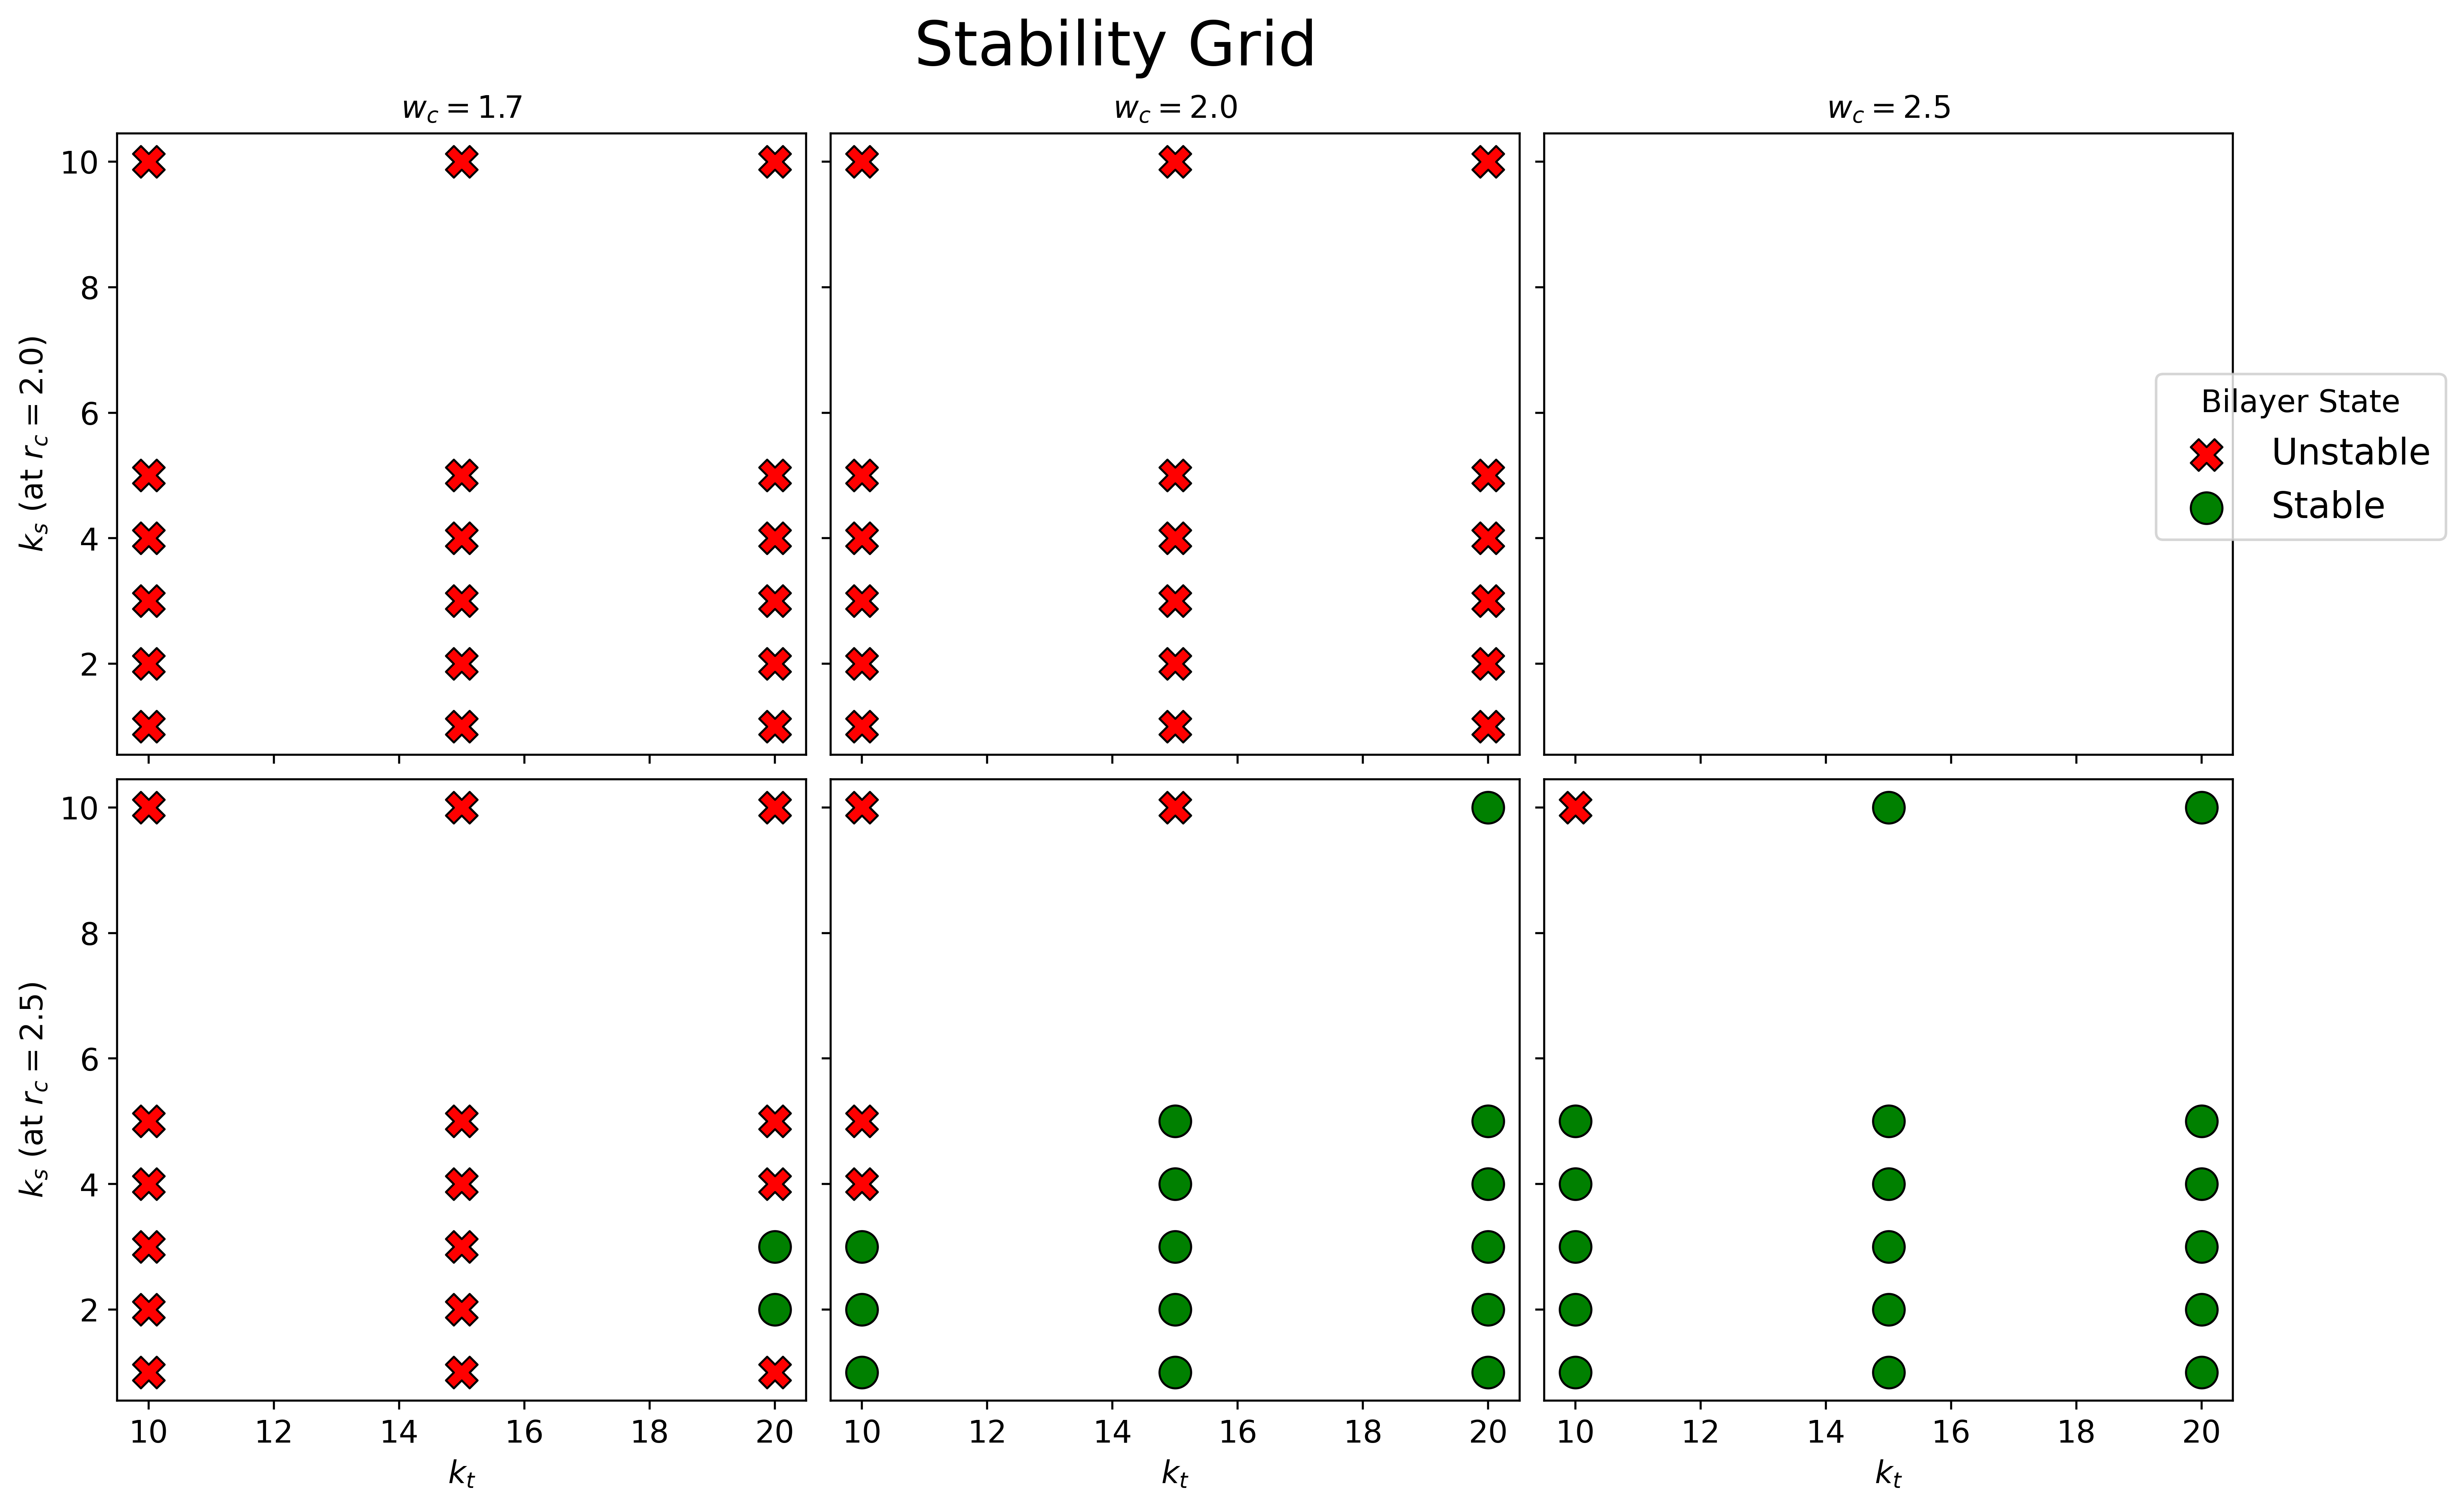 Stability Grid
w_c = 1.7
w_c = 2.0
w_c = 2.5
10
8
6
4
2
k_s (at r_c = 2.0)
Bilayer State
Unstable
Stable
10
8
6
4
2
k_s (at r_c = 2.5)
10 12 14 16 18 20
10 12 14 16 18 20
10 12 14 16 18 20
k_t
k_t
k_t